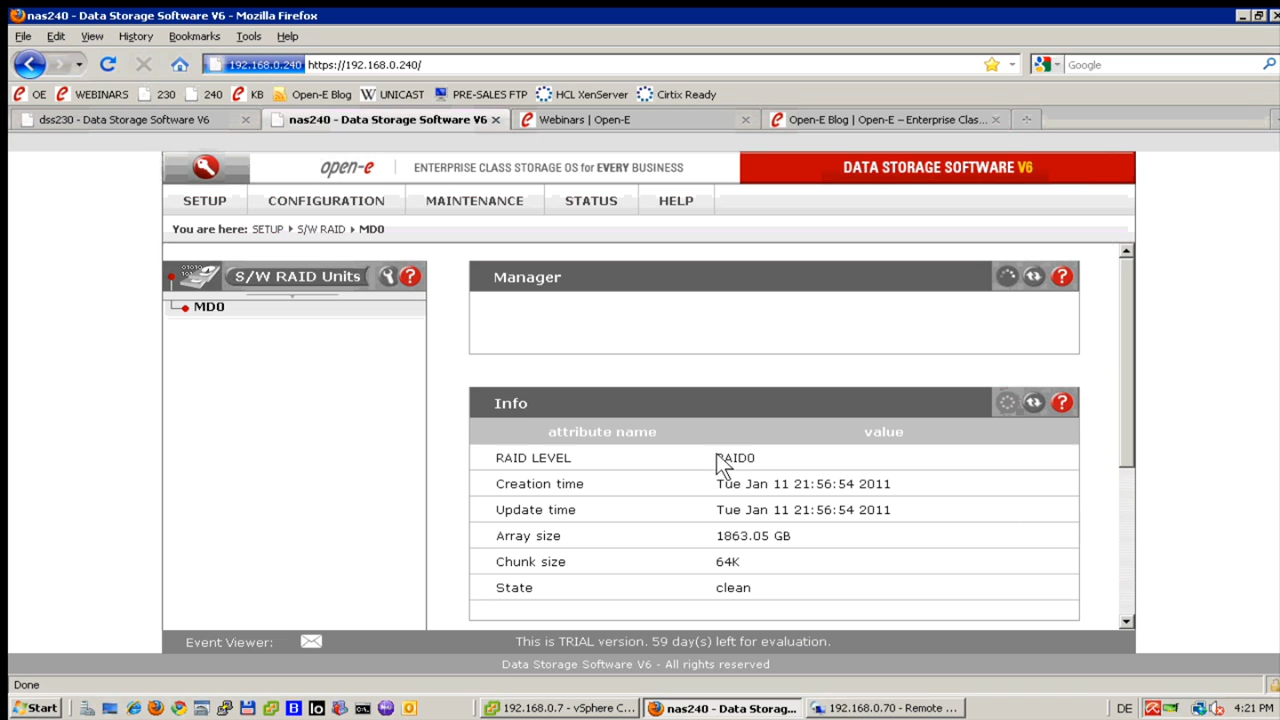 nas240 - Data Storage Software V6 - Mozilla Firefox
File Edit View History Bookmarks Tools Help
192.168.0.240 https://192.168.0.240/ Google
OE WEBINARS 230 240 KB Open-E Blog UNICAST PRE-SALES FTP HCL XenServer Cirtix Ready
dss230 - Data Storage Software V6 nas240 - Data Storage Software V6 Webinars | Open-E Open-E Blog | Open-E – Enterprise Clas...
open-e ENTERPRISE CLASS STORAGE OS for EVERY BUSINESS DATA STORAGE SOFTWARE V6
SETUP CONFIGURATION MAINTENANCE STATUS HELP
You are here: SETUP S/W RAID MD0
S/W RAID Units
MD0
Manager
Info
attribute name value
RAID LEVEL RAID0
Creation time Tue Jan 11 21:56:54 2011
Update time Tue Jan 11 21:56:54 2011
Array size 1863.05 GB
Chunk size 64K
State clean
Event Viewer: This is TRIAL version. 59 day(s) left for evaluation.
Data Storage Software V6 - All rights reserved
Done
Start 192.168.0.7 - vSphere C... nas240 - Data Storag... 192.168.0.70 - Remote ... DE 4:21 PM